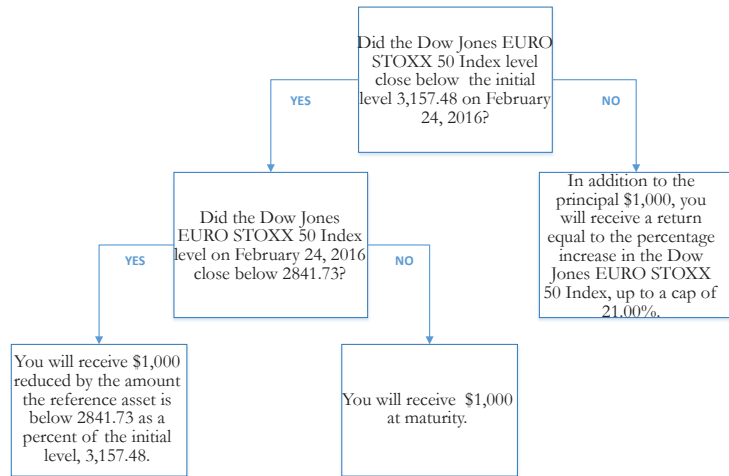 Did the Dow Jones EURO
STOXX 50 Index level
close below the initial
level 3,157.48 on February
24, 2016?
YES
NO
Did the Dow Jones
EURO STOXX 50 Index
level on February 24, 2016
close below 2841.73?
In addition to the
principal $1,000, you
will receive a return
equal to the percentage
increase in the Dow
Jones EURO STOXX
50 Index, up to a cap of
21.00%.
YES
NO
You will receive $1,000
reduced by the amount
the reference asset is
below 2841.73 as a
percent of the initial
level, 3,157.48.
You will receive $1,000
at maturity.